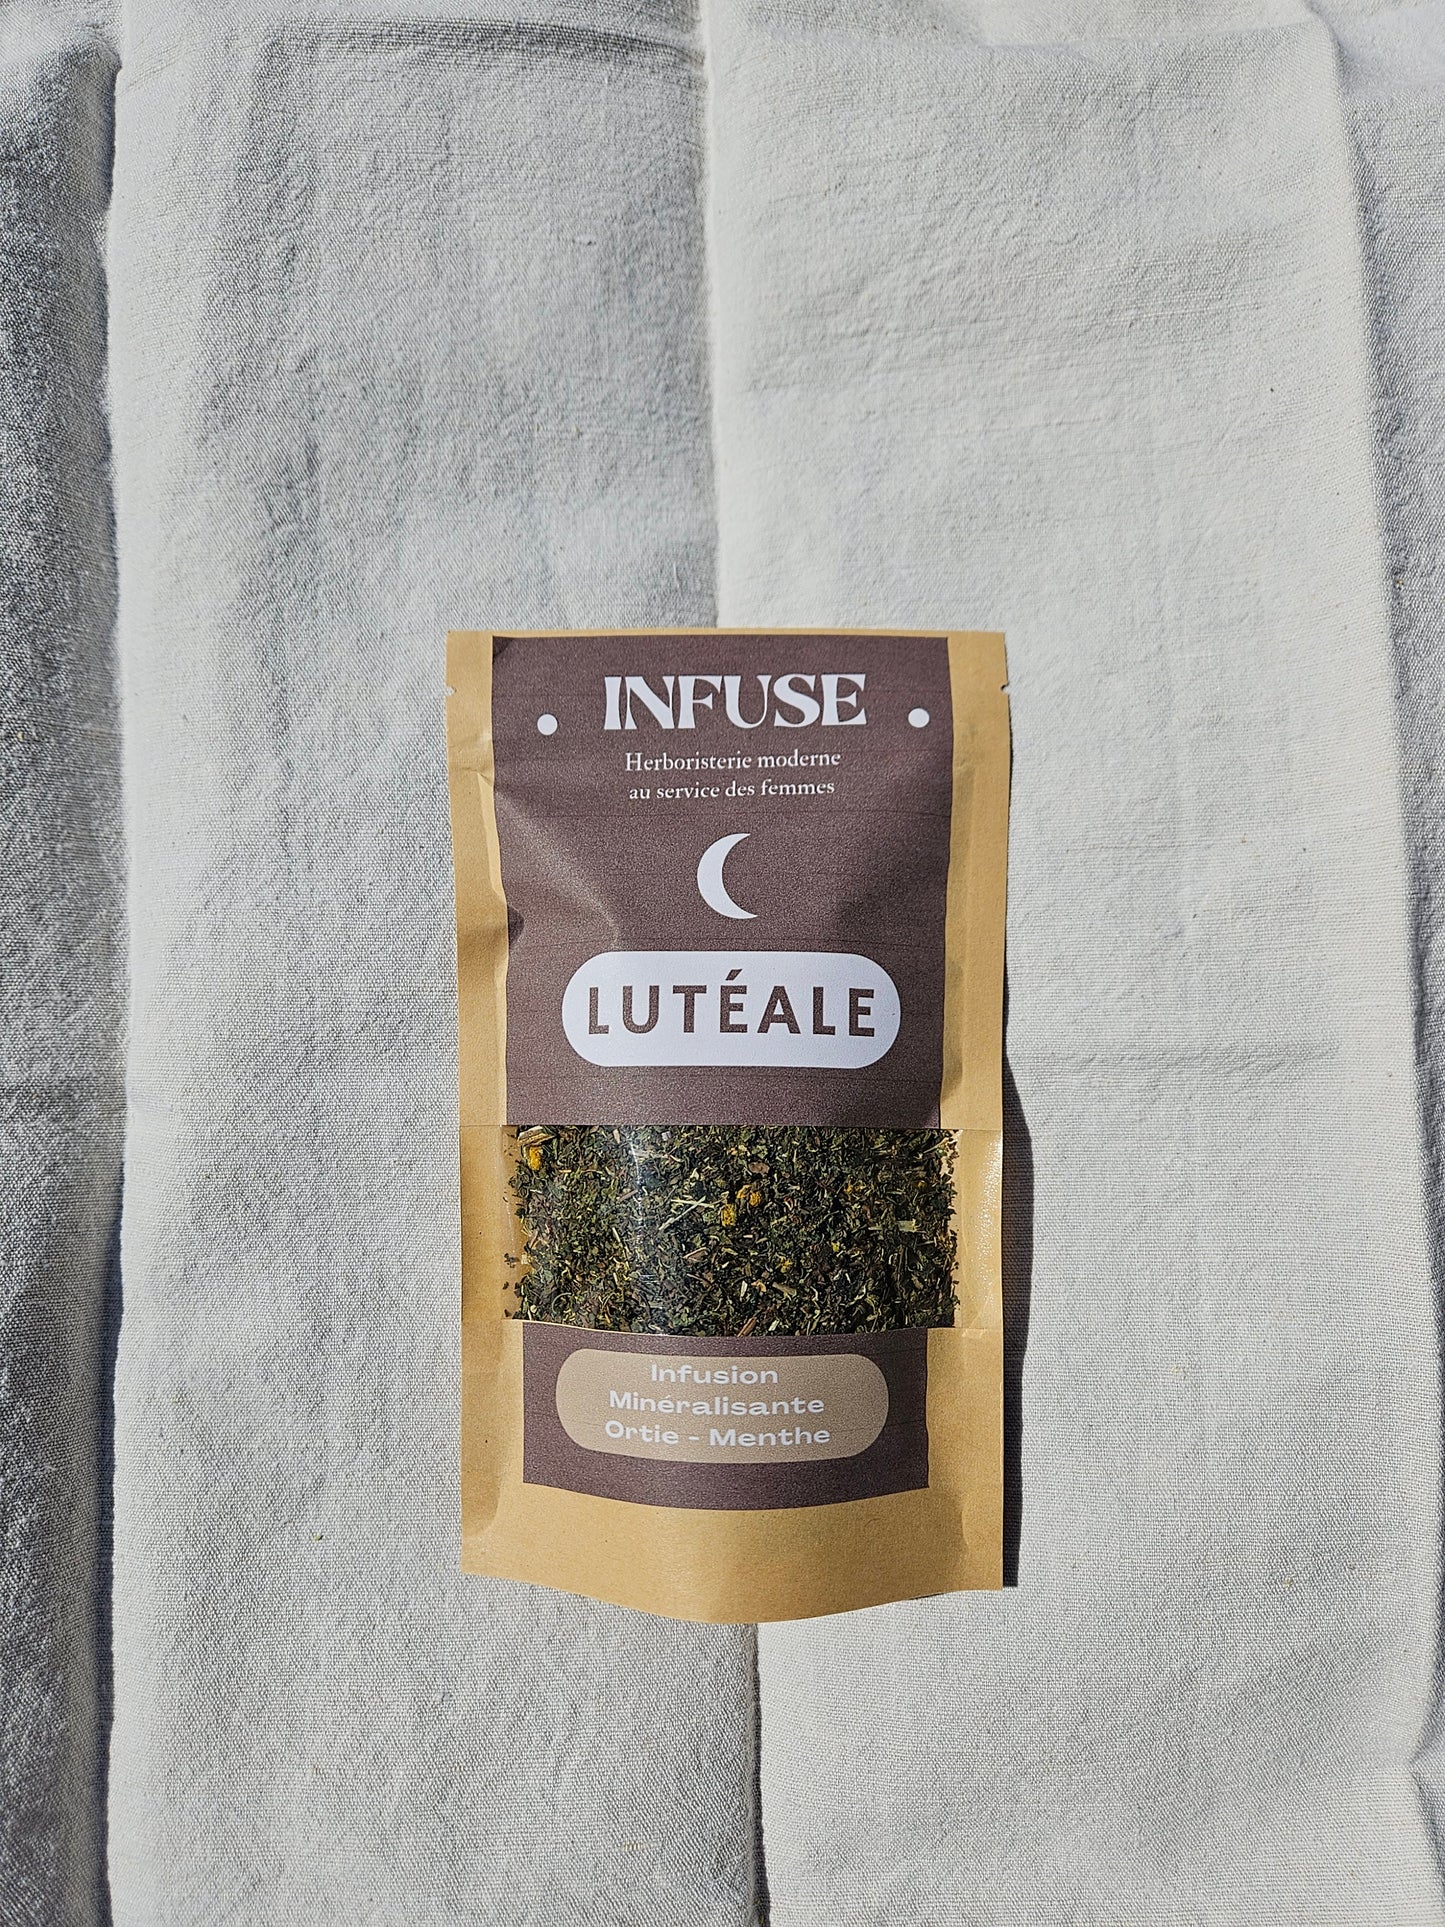 INFUSE
Herboristerie moderne
au service des femmes
LUTÉALE
Infusion
Minéralisante
Ortie - Menthe